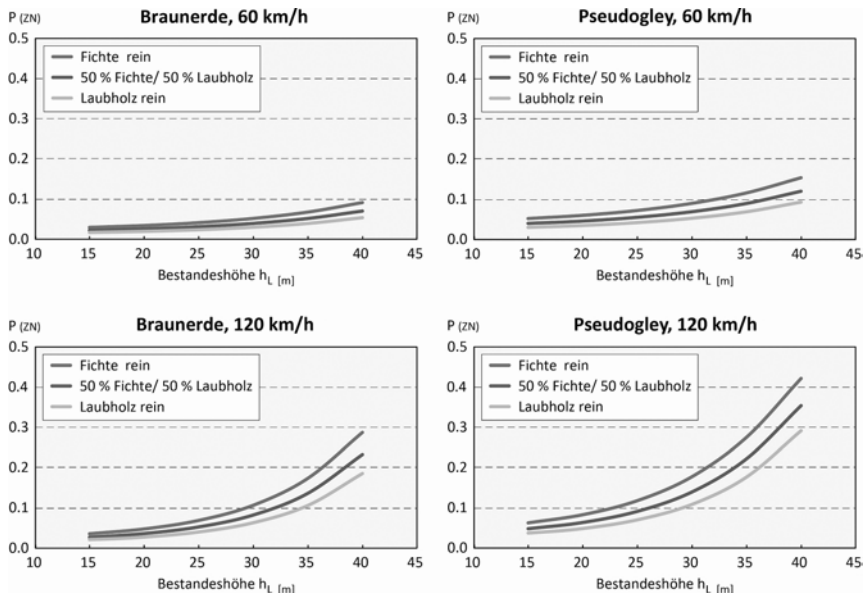 P (ZN)
Braunerde, 60 km/h
0.5
0.4
0.3
0.2
0.1
0.0
Fichte rein
50 % Fichte/ 50 % Laubholz
Laubholz rein
10 15 20 25 30 35 40 45
Bestandeshöhe h_L [m]
P (ZN)
Pseudogley, 60 km/h
0.5
0.4
0.3
0.2
0.1
0.0
Fichte rein
50 % Fichte/ 50 % Laubholz
Laubholz rein
10 15 20 25 30 35 40 45
Bestandeshöhe h_L [m]
P (ZN)
Braunerde, 120 km/h
0.5
0.4
0.3
0.2
0.1
0.0
Fichte rein
50 % Fichte/ 50 % Laubholz
Laubholz rein
10 15 20 25 30 35 40 45
Bestandeshöhe h_L [m]
P (ZN)
Pseudogley, 120 km/h
0.5
0.4
0.3
0.2
0.1
0.0
Fichte rein
50 % Fichte/ 50 % Laubholz
Laubholz rein
10 15 20 25 30 35 40 45
Bestandeshöhe h_L [m]